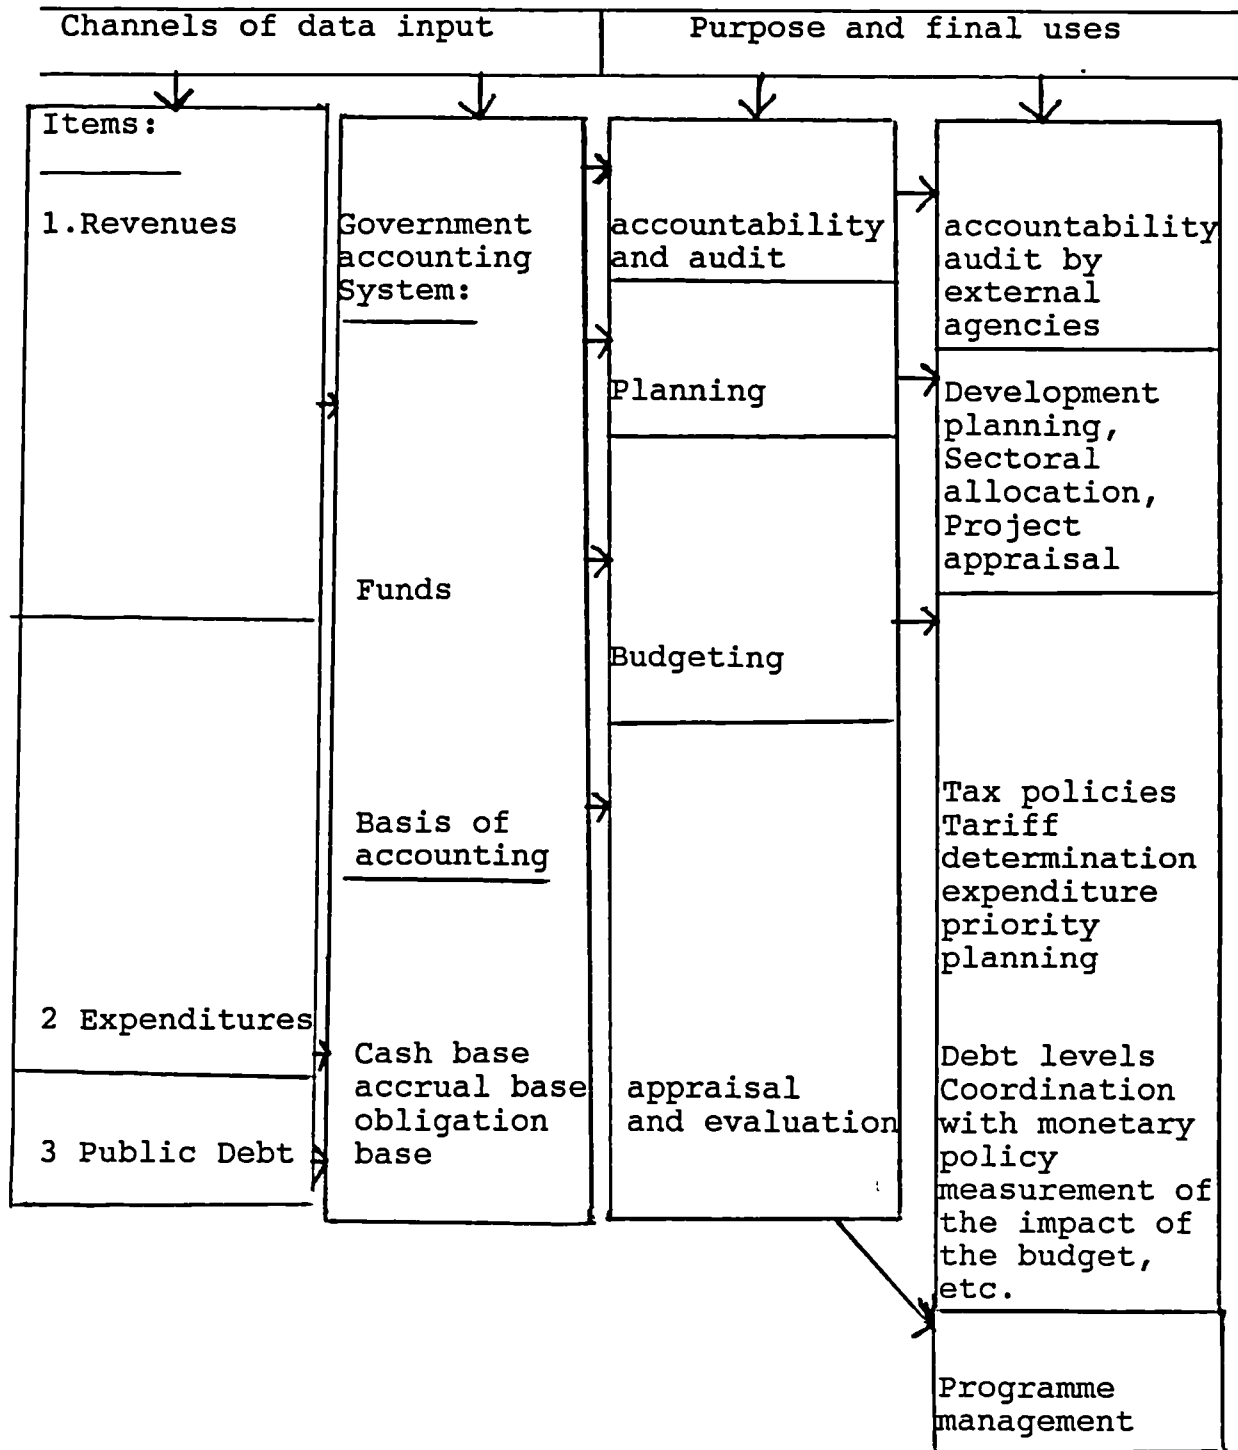 Channels of data input
Purpose and final uses
Items:
1.Revenues
2 Expenditures
3 Public Debt
Government
accounting
System:
Funds
Basis of
accounting
Cash base
accrual base
obligation
base
accountability
and audit
Planning
Budgeting
appraisal
and evaluation
accountability
audit by
external
agencies
Development
planning,
Sectoral
allocation,
Project
appraisal
Tax policies
Tariff
determination
expenditure
priority
planning
Debt levels
Coordination
with monetary
policy
measurement of
the impact of
the budget,
etc.
Programme
management